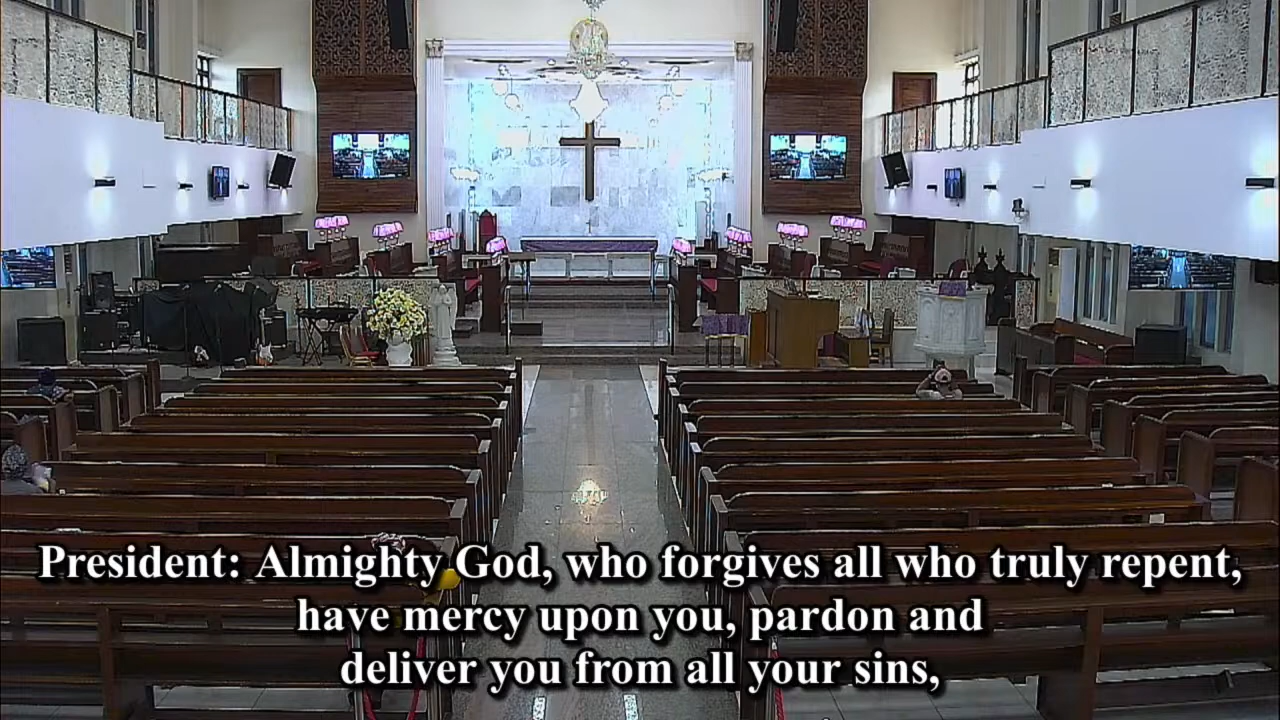 President: Almighty God, who forgives all who truly repent,
have mercy upon you, pardon and
deliver you from all your sins,